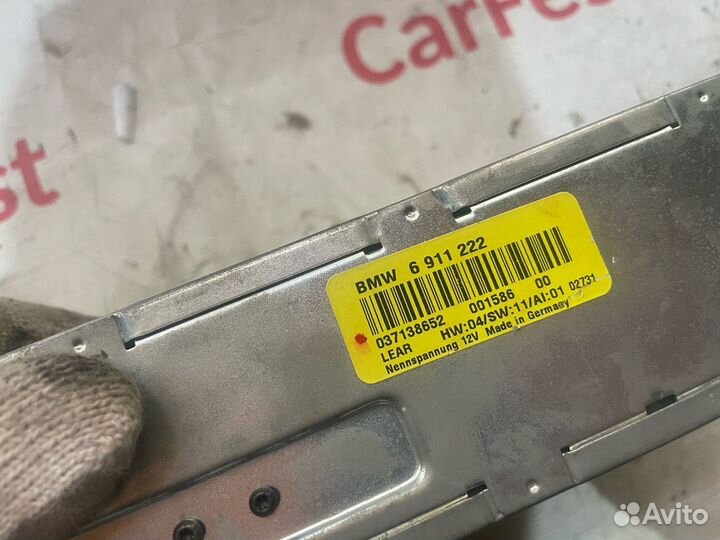 CarFest
st
BMW 6 911 222
037138652 001586 00
LEAR HW:04/SW:11/AI:01 02731
Nennspannung 12V Made in Germany
Avito